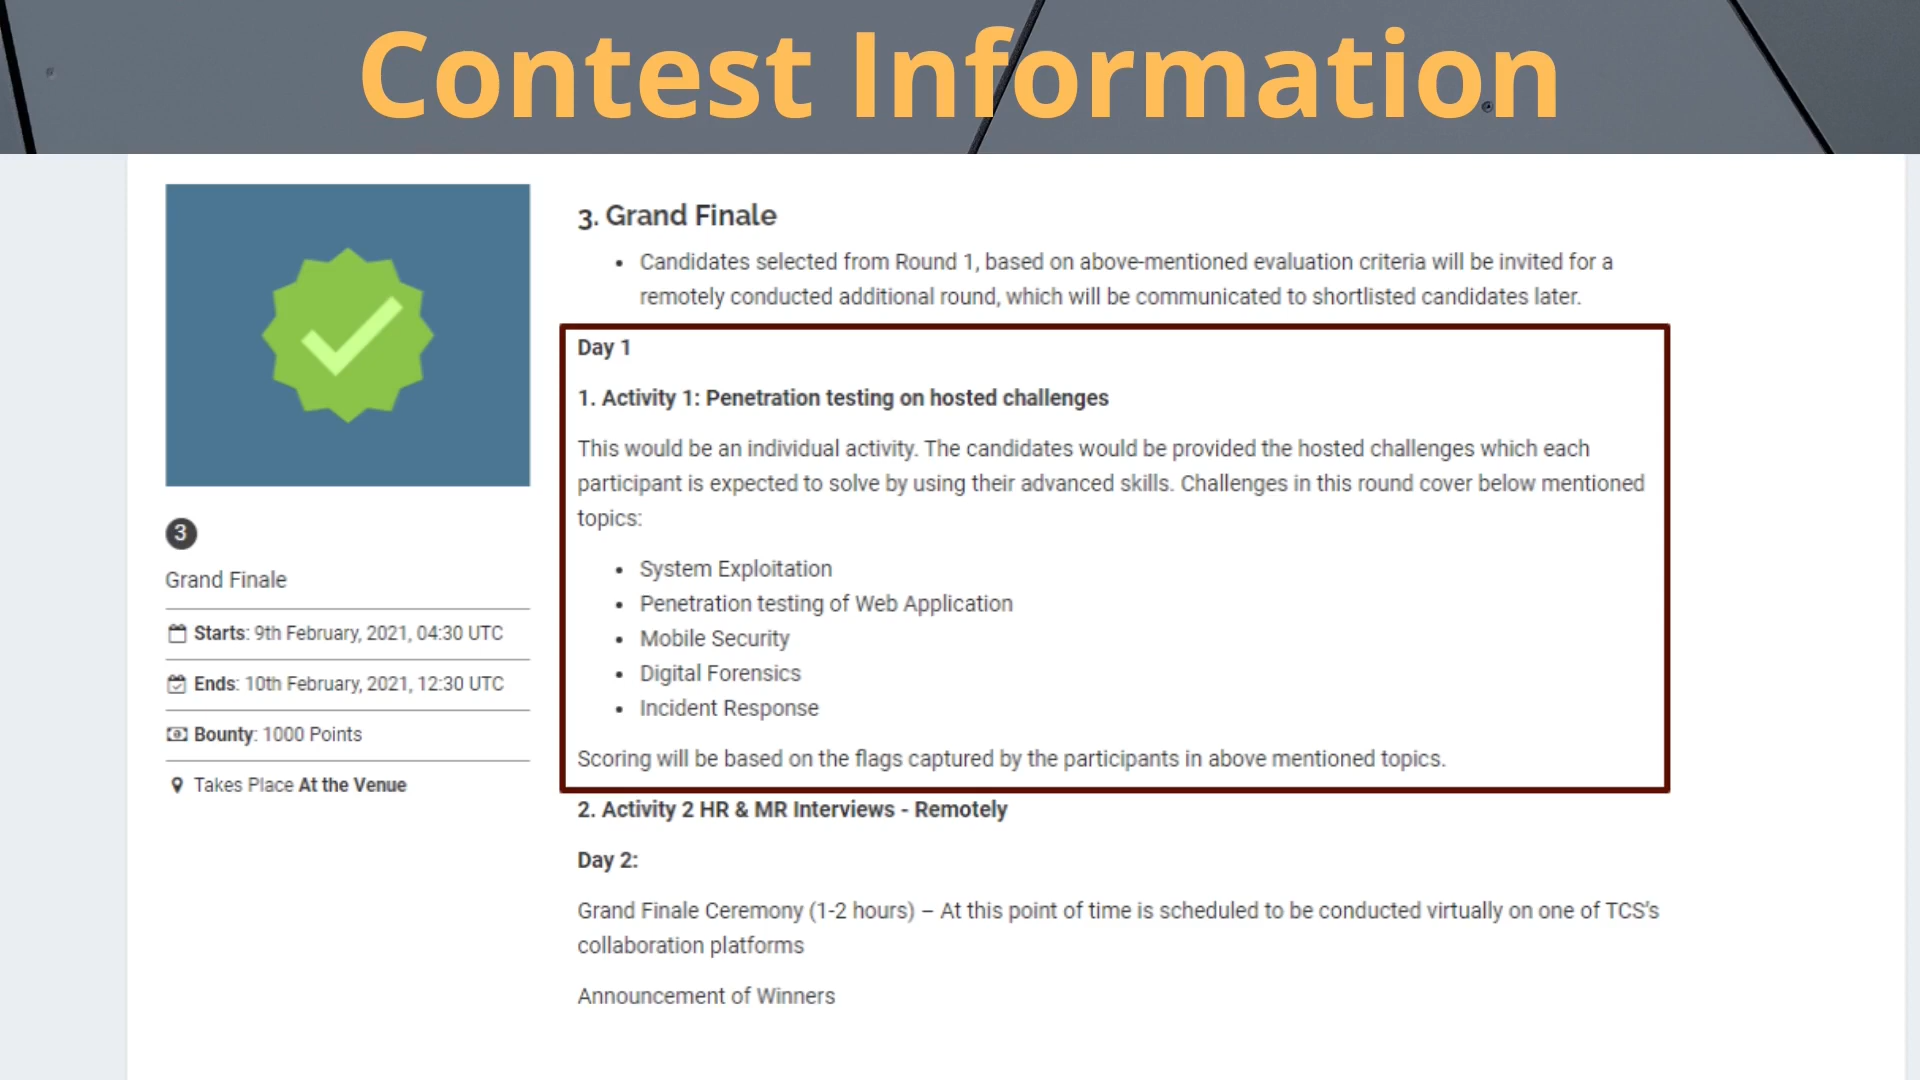 Contest Information
3
Grand Finale
Starts: 9th February, 2021, 04:30 UTC
Ends: 10th February, 2021, 12:30 UTC
Bounty: 1000 Points
Takes Place At the Venue
3. Grand Finale
• Candidates selected from Round 1, based on above-mentioned evaluation criteria will be invited for a
remotely conducted additional round, which will be communicated to shortlisted candidates later.
Day 1
1. Activity 1: Penetration testing on hosted challenges
This would be an individual activity. The candidates would be provided the hosted challenges which each
participant is expected to solve by using their advanced skills. Challenges in this round cover below mentioned
topics:
• System Exploitation
• Penetration testing of Web Application
• Mobile Security
• Digital Forensics
• Incident Response
Scoring will be based on the flags captured by the participants in above mentioned topics.
2. Activity 2 HR & MR Interviews - Remotely
Day 2:
Grand Finale Ceremony (1-2 hours) – At this point of time is scheduled to be conducted virtually on one of TCS's
collaboration platforms
Announcement of Winners